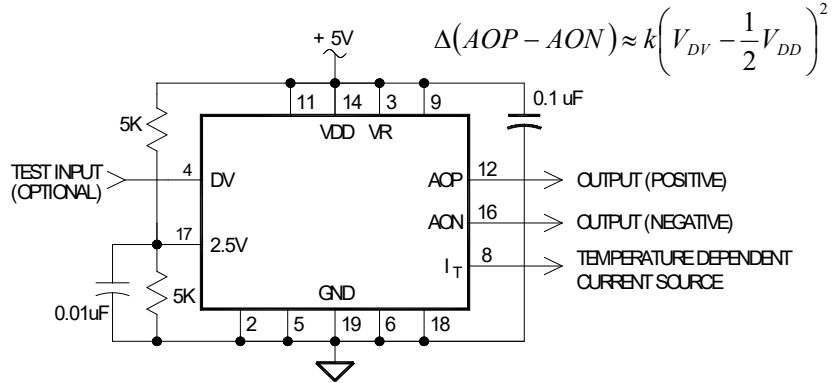 + 5V
Δ(AOP − AON) ≈ k(V_DV − 1/2 V_DD)²
11 14 3 9
0.1 uF
5K
VDD VR
TEST INPUT
(OPTIONAL)
4
DV
AOP
12
OUTPUT (POSITIVE)
AON
16
OUTPUT (NEGATIVE)
17
2.5V
I_T
8
TEMPERATURE DEPENDENT
CURRENT SOURCE
GND
5K
0.01uF
2 5 19 6 18